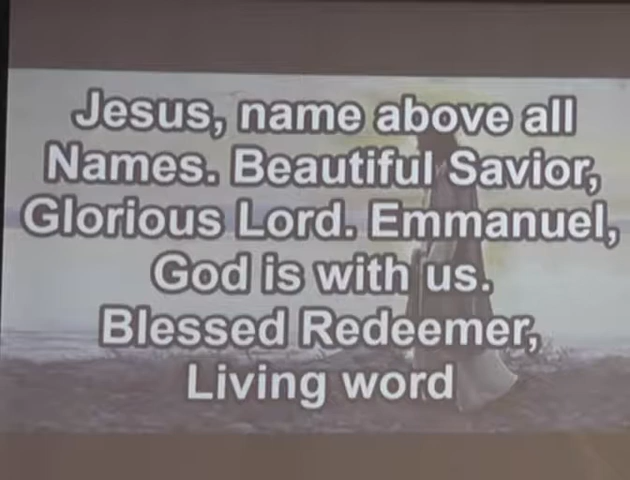 Jesus, name above all
Names. Beautiful Savior,
Glorious Lord. Emmanuel,
God is with us.
Blessed Redeemer,
Living word